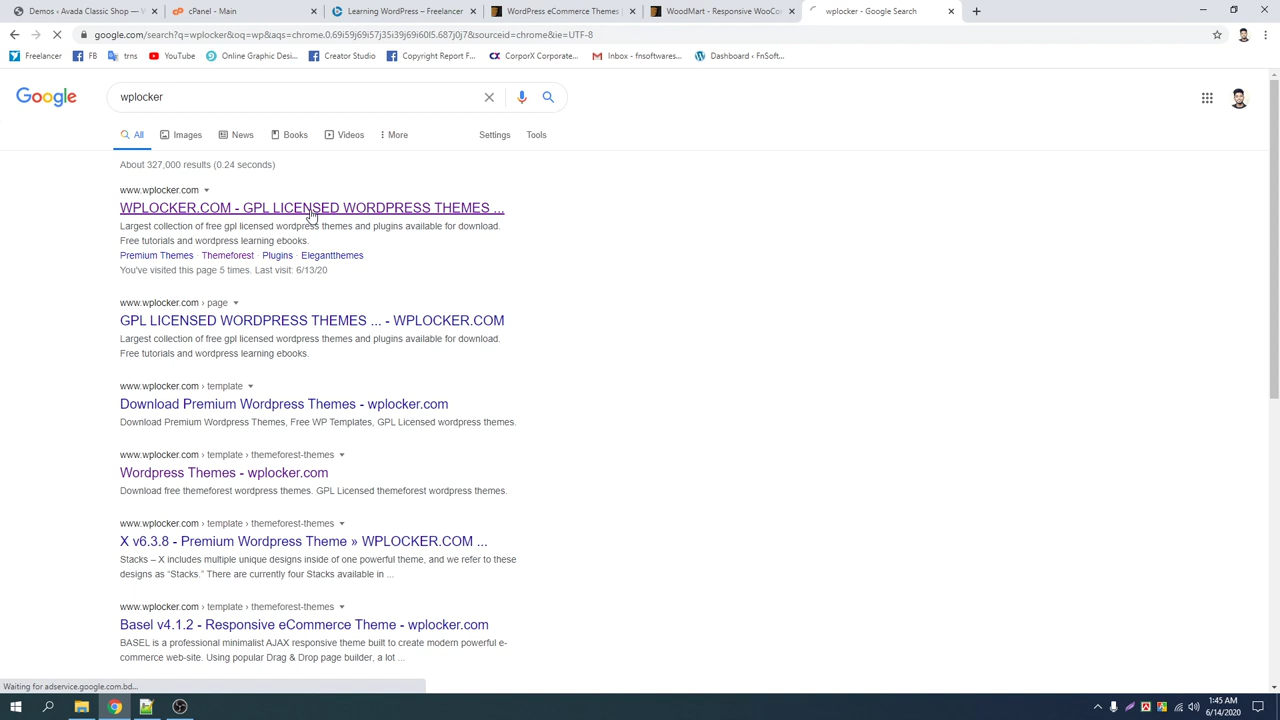 Demos « Avada Classic Shop – W
cPanel - Main
Learning WordPress – Freelancer
WordPress eCommerce Themes |
WoodMart - Responsive WooCo
wplocker - Google Search
google.com/search?q=wplocker&oq=wp&aqs=chrome.0.69i59j69i57j35i39j69i60l5.687j0j7&sourceid=chrome&ie=UTF-8
Freelancer
FB
trns
YouTube
Online Graphic Desi...
Creator Studio
Copyright Report F...
CorporX Corporate...
Inbox - fnsoftwares...
Dashboard ‹ FnSoft...
Google
wplocker
All
Images
News
Books
Videos
More
Settings
Tools
About 327,000 results (0.24 seconds)
www.wplocker.com
WPLOCKER.COM - GPL LICENSED WORDPRESS THEMES ...
Largest collection of free gpl licensed wordpress themes and plugins available for download.
Free tutorials and wordpress learning ebooks.
Premium Themes · Themeforest · Plugins · Elegantthemes
You've visited this page 5 times. Last visit: 6/13/20
www.wplocker.com › page
GPL LICENSED WORDPRESS THEMES ... - WPLOCKER.COM
Largest collection of free gpl licensed wordpress themes and plugins available for download.
Free tutorials and wordpress learning ebooks.
www.wplocker.com › template
Download Premium Wordpress Themes - wplocker.com
Download Premium Wordpress Themes, Free WP Templates, GPL Licensed wordpress themes.
www.wplocker.com › template › themeforest-themes
Wordpress Themes - wplocker.com
Download free themeforest wordpress themes. GPL Licensed themeforest wordpress themes.
www.wplocker.com › template › themeforest-themes
X v6.3.8 - Premium Wordpress Theme » WPLOCKER.COM ...
Stacks – X includes multiple unique designs inside of one powerful theme, and we refer to these
designs as “Stacks.” There are currently four Stacks available in ...
www.wplocker.com › template › themeforest-themes
Basel v4.1.2 - Responsive eCommerce Theme - wplocker.com
BASEL is a professional minimalist AJAX responsive theme built to create modern powerful e-
commerce web-site. Using popular Drag & Drop page builder, a lot ...
Waiting for adservice.google.com.bd...
1:45 AM
6/14/2020